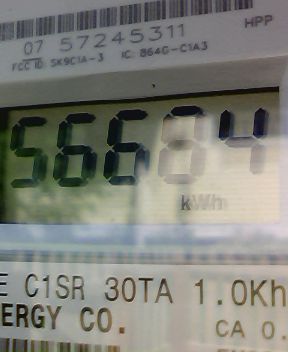 HPP
07 57245311
FCC ID: SK9C1A-3 IC: 864G-C1A3
56684
kWh
E C1SR 30TA 1.0Kh
ERGY CO.
CA 0.